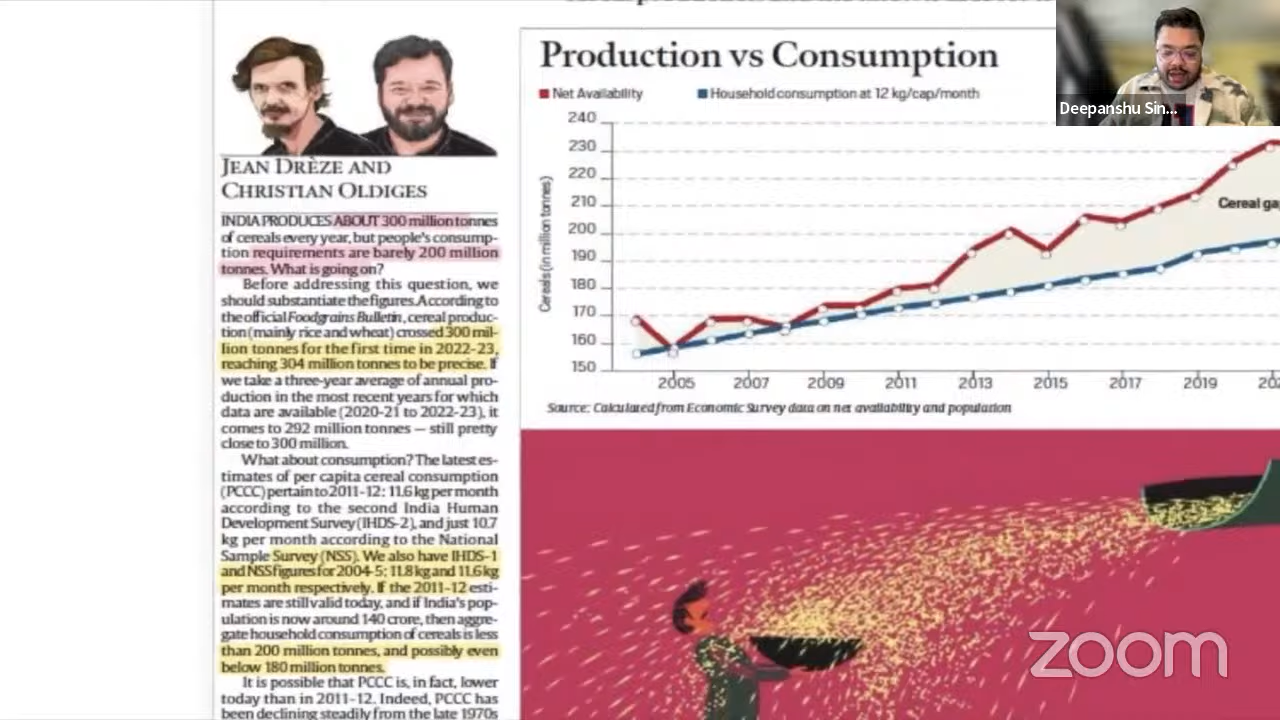 Production vs Consumption
Net Availability
Household consumption at 12 kg/cap/month
Deepanshu Sin...
240
230
220
210
200
190
180
170
160
150
Cereals (in million tonnes)
Cereal ga
2005
2007
2009
2011
2013
2015
2017
2019
202
Source: Calculated from Economic Survey data on net availability and population
JEAN DRÈZE AND
CHRISTIAN OLDIGES
INDIA PRODUCES ABOUT 300 million tonnes
of cereals every year, but people's consump-
tion requirements are barely 200 million
tonnes. What is going on?
Before addressing this question, we
should substantiate the figures. According to
the official Foodgrains Bulletin, cereal produc-
tion (mainly rice and wheat) crossed 300 mil-
lion tonnes for the first time in 2022-23,
reaching 304 million tonnes to be precise. If
we take a three-year average of annual pro-
duction in the most recent years for which
data are available (2020-21 to 2022-23), it
comes to 292 million tonnes — still pretty
close to 300 million.
What about consumption? The latest es-
timates of per capita cereal consumption
(PCCC) pertain to 2011-12: 11.6 kg per month
according to the second India Human
Development Survey (IHDS-2), and just 10.7
kg per month according to the National
Sample Survey (NSS). We also have IHDS-1
and NSS figures for 2004-5: 11.8 kg and 11.6 kg
per month respectively. If the 2011-12 esti-
mates are still valid today, and if India's pop-
ulation is now around 140 crore, then aggre-
gate household consumption of cereals is less
than 200 million tonnes, and possibly even
below 180 million tonnes.
It is possible that PCCC is, in fact, lower
today than in 2011-12. Indeed, PCCC has
been declining steadily from the late 1970s
zoom